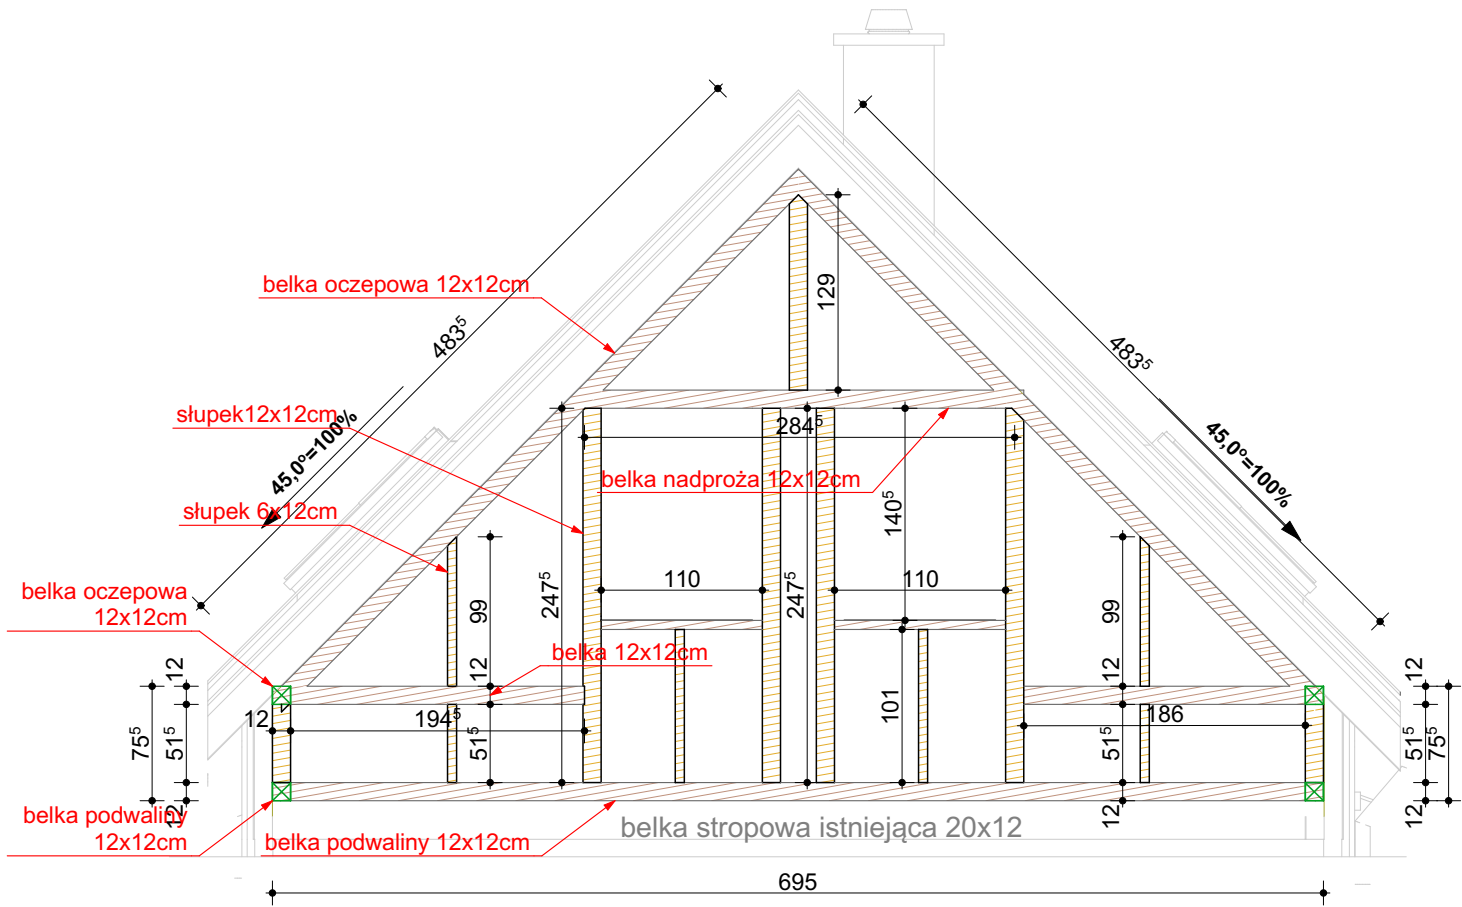 129
belka oczepowa 12x12cm
483⁵
483⁵
45,0°=100%
45,0°=100%
słupek12x12cm
284⁵
belka nadproża 12x12cm
słupek 6x12cm
140⁵
247⁵
247⁵
110
110
99
99
belka oczepowa
12x12cm
belka 12x12cm
12
12
12
12
101
12
194⁵
186
75⁵
51⁵
51⁵
51⁵
51⁵
75⁵
12
12
12
belka podwaliny
12x12cm
belka podwaliny 12x12cm
belka stropowa istniejąca 20x12
695